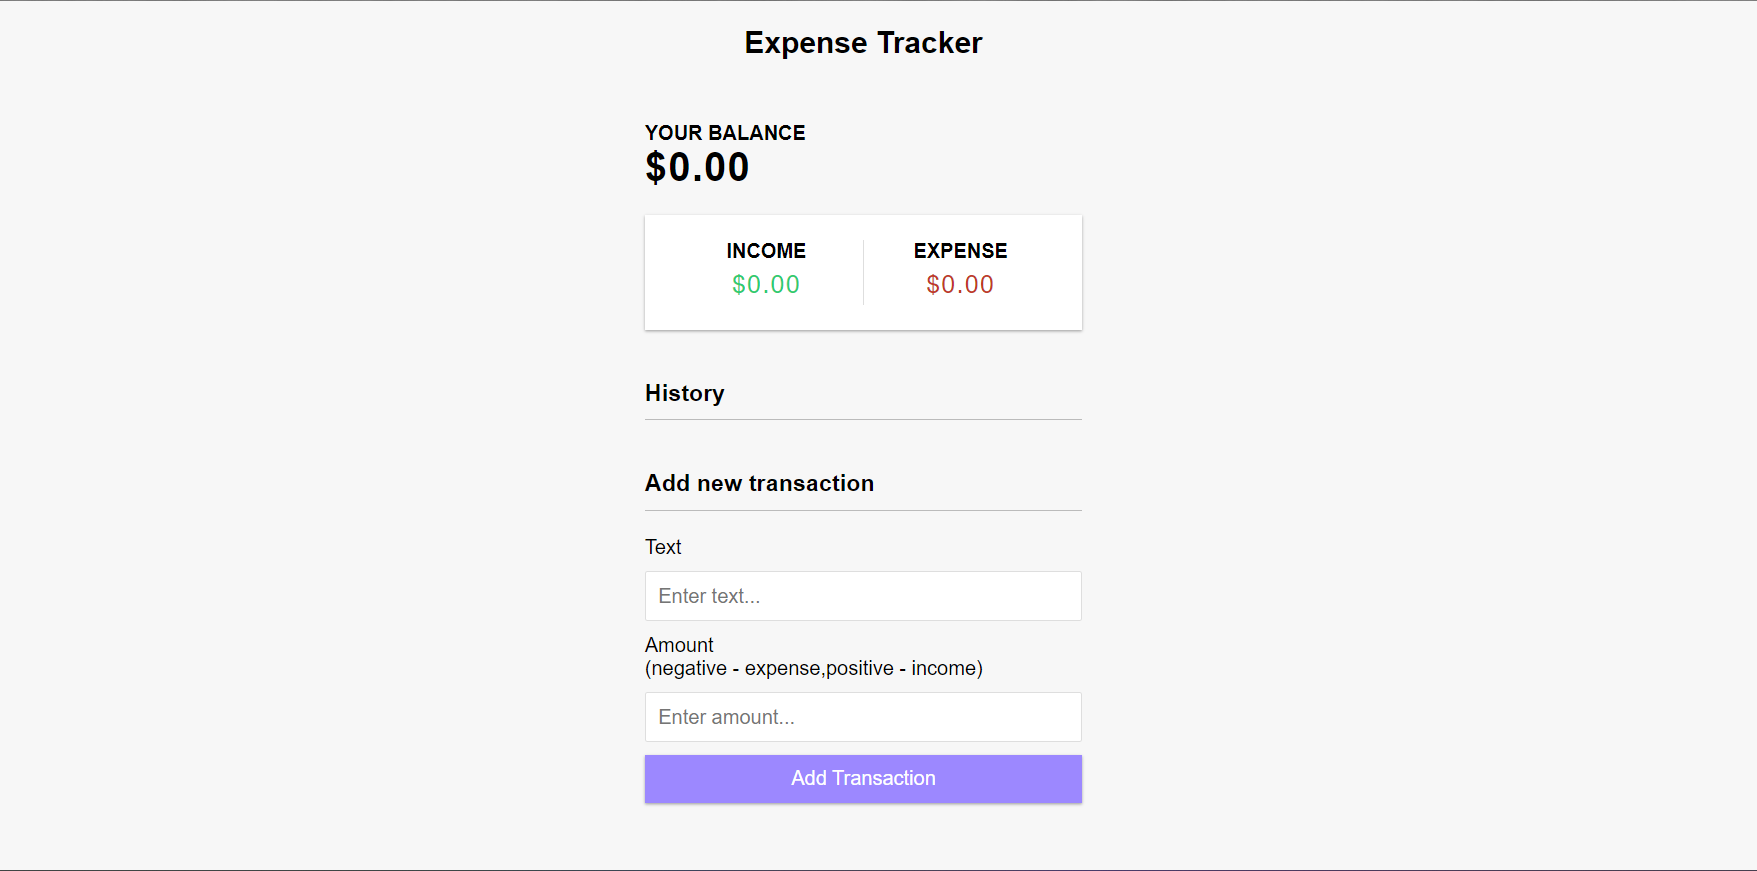 Expense Tracker
YOUR BALANCE
$0.00
INCOME
$0.00
EXPENSE
$0.00
History
Add new transaction
Text
Enter text...
Amount
(negative - expense,positive - income)
Enter amount...
Add Transaction